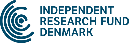 INDEPENDENT
RESEARCH FUND
DENMARK